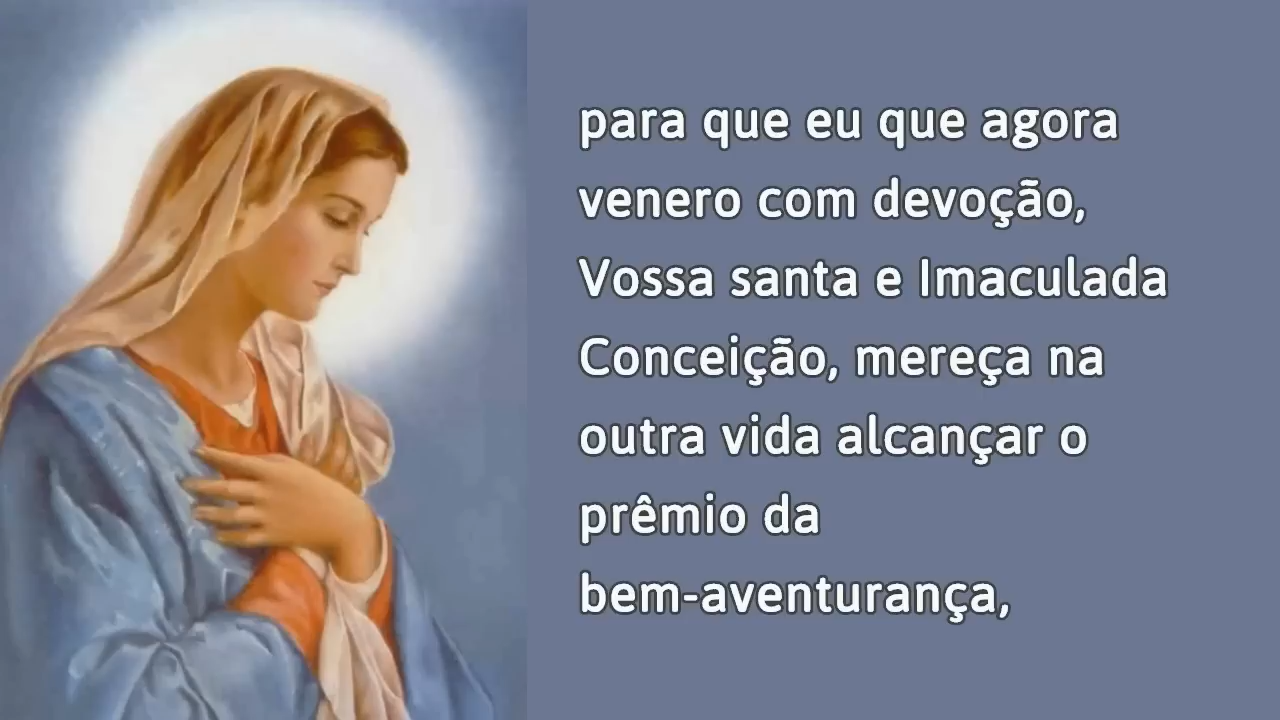 para que eu que agora
venero com devoção,
Vossa santa e Imaculada
Conceição, mereça na
outra vida alcançar o
prêmio da
bem-aventurança,